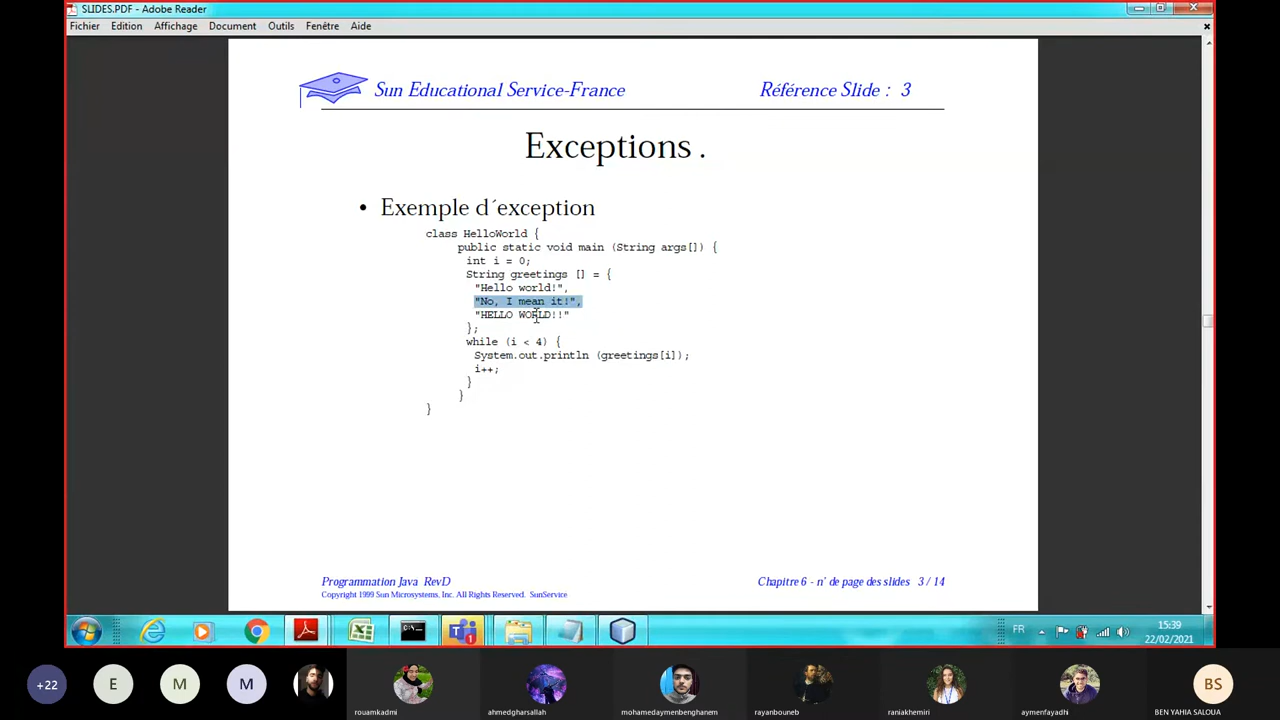 SLIDES.PDF - Adobe Reader
Fichier Edition Affichage Document Outils Fenêtre Aide
Sun Educational Service-France Référence Slide : 3
Exceptions .
• Exemple d´exception
class HelloWorld {
public static void main (String args[]) {
int i = 0;
String greetings [] = {
"Hello world!",
"No, I mean it!",
"HELLO WORLD!!"
};
while (i < 4) {
System.out.println (greetings[i]);
i++;
}
}
}
Programmation Java RevD Chapitre 6 - n° de page des slides 3 / 14
Copyright 1999 Sun Microsystems. Inc. All Rights Reserved. SunService
FR 15:39
22/02/2021
1
+22 E M M BS
rouamkadmi ahmedgharsallah mohamedaymenbenghanem rayanbouneb raniakhemiri aymenfayadhi BEN YAHIA SALOUA